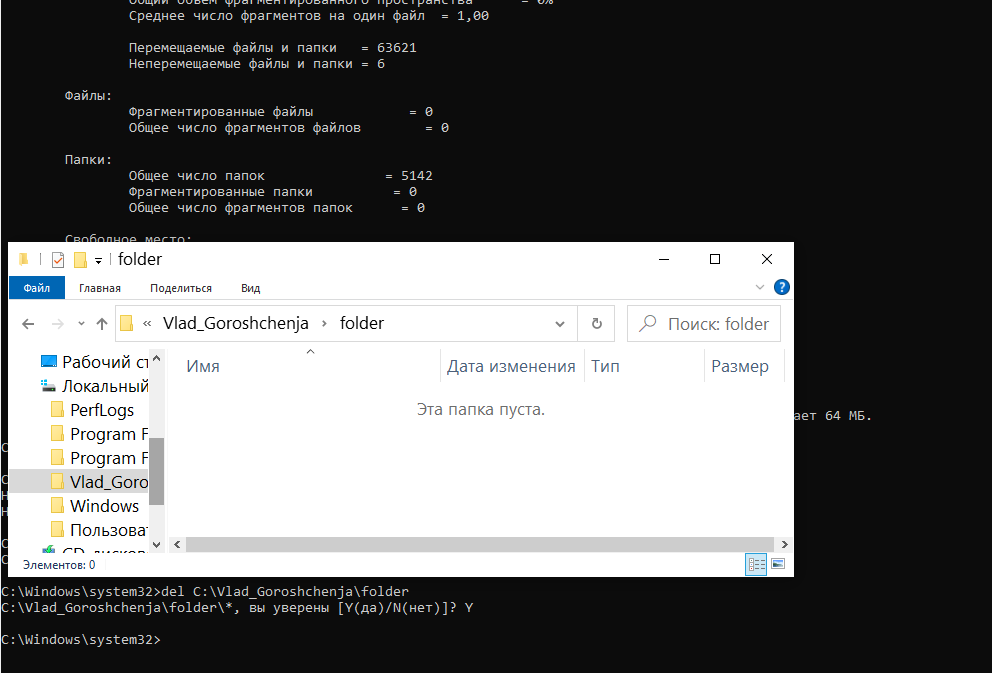 Общий объем фрагментированного пространства = 0%
Среднее число фрагментов на один файл = 1,00
Перемещаемые файлы и папки = 63621
Неперемещаемые файлы и папки = 6
Файлы:
Фрагментированные файлы = 0
Общее число фрагментов файлов = 0
Папки:
Общее число папок = 5142
Фрагментированные папки = 0
Общее число фрагментов папок = 0
Свободное место:
folder
Файл Главная Поделиться Вид
« Vlad_Goroshchenja › folder Поиск: folder
Рабочий ст Имя Дата изменения Тип Размер
Локальный
PerfLogs Эта папка пуста.
ает 64 МБ.
Program F
Program F
Vlad_Goro
Windows
Пользоват
CD-дисково
Элементов: 0
C:\Windows\system32>del C:\Vlad_Goroshchenja\folder
C:\Vlad_Goroshchenja\folder\*, вы уверены [Y(да)/N(нет)]? Y
C:\Windows\system32>